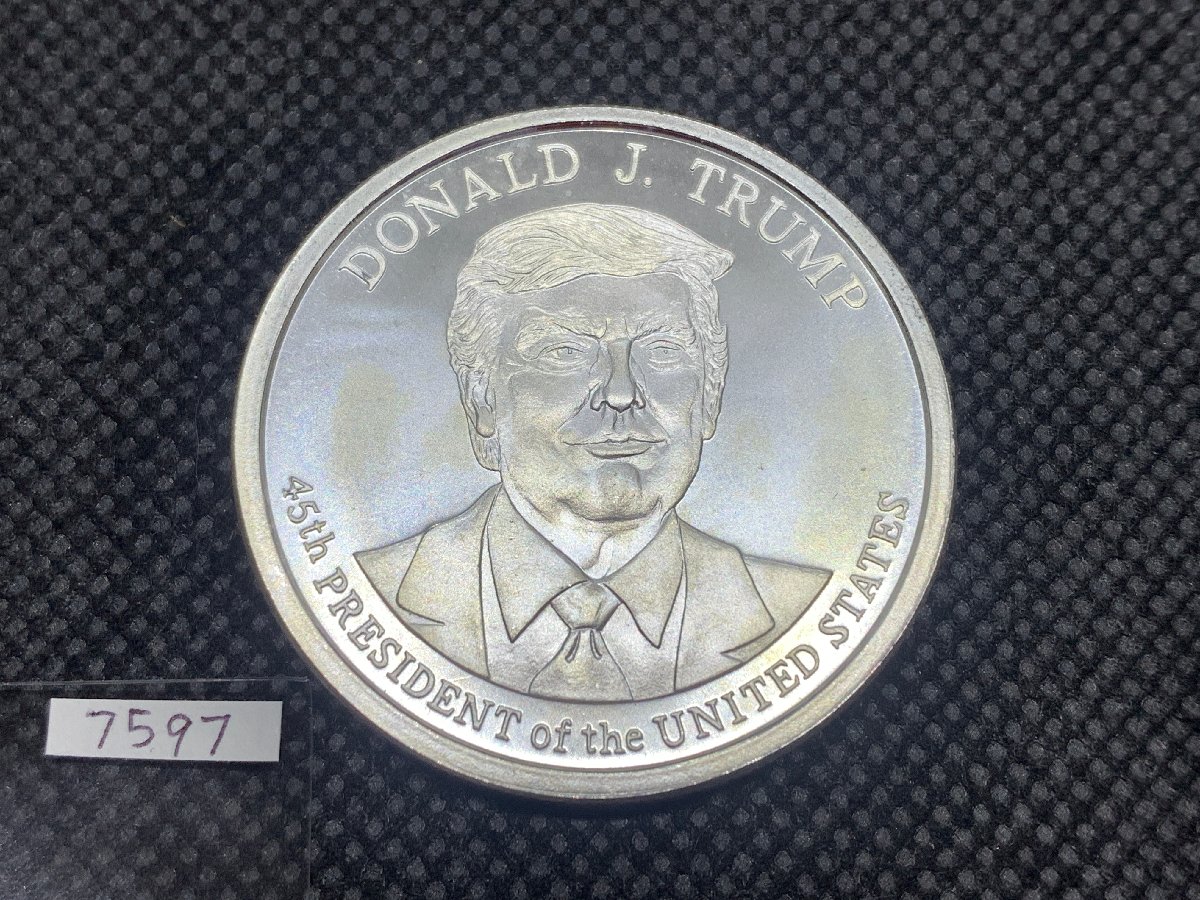 DONALD J. TRUMP
45th PRESIDENT of the UNITED STATES
7597